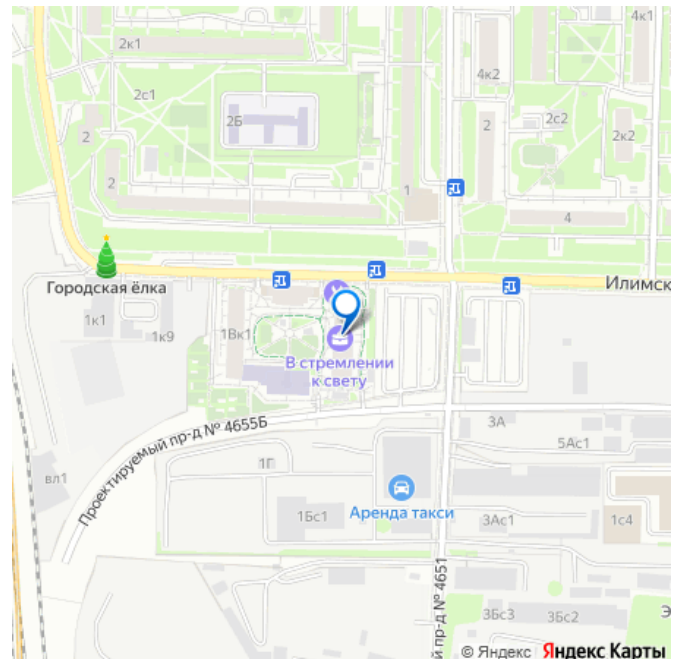 2к1
4к1
4к2
2с1
2Б
2
2с2
2
2к2
2
1
4
Городская ёлка
Илимск
1к1
1к9
1Вк1
В стремлении
к свету
Проектируемый пр-д № 4655Б
3А
5Ас1
вл1
1Г
Аренда такси
1Бс1
3Ас1
1с4
й пр-д № 4651
3Бс3
3Бс2
Э
© Яндекс Яндекс Карты